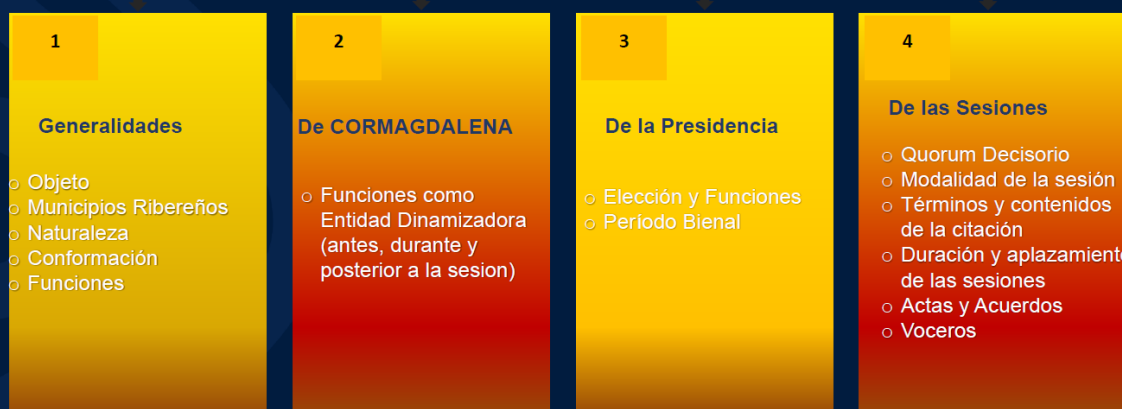 1
Generalidades
o Objeto
o Municipios Ribereños
o Naturaleza
o Conformación
o Funciones
2
De CORMAGDALENA
o Funciones como
Entidad Dinamizadora
(antes, durante y
posterior a la sesion)
3
De la Presidencia
o Elección y Funciones
o Período Bienal
4
De las Sesiones
o Quorum Decisorio
o Modalidad de la sesión
o Términos y contenidos
de la citación
o Duración y aplazamiento
de las sesiones
o Actas y Acuerdos
o Voceros